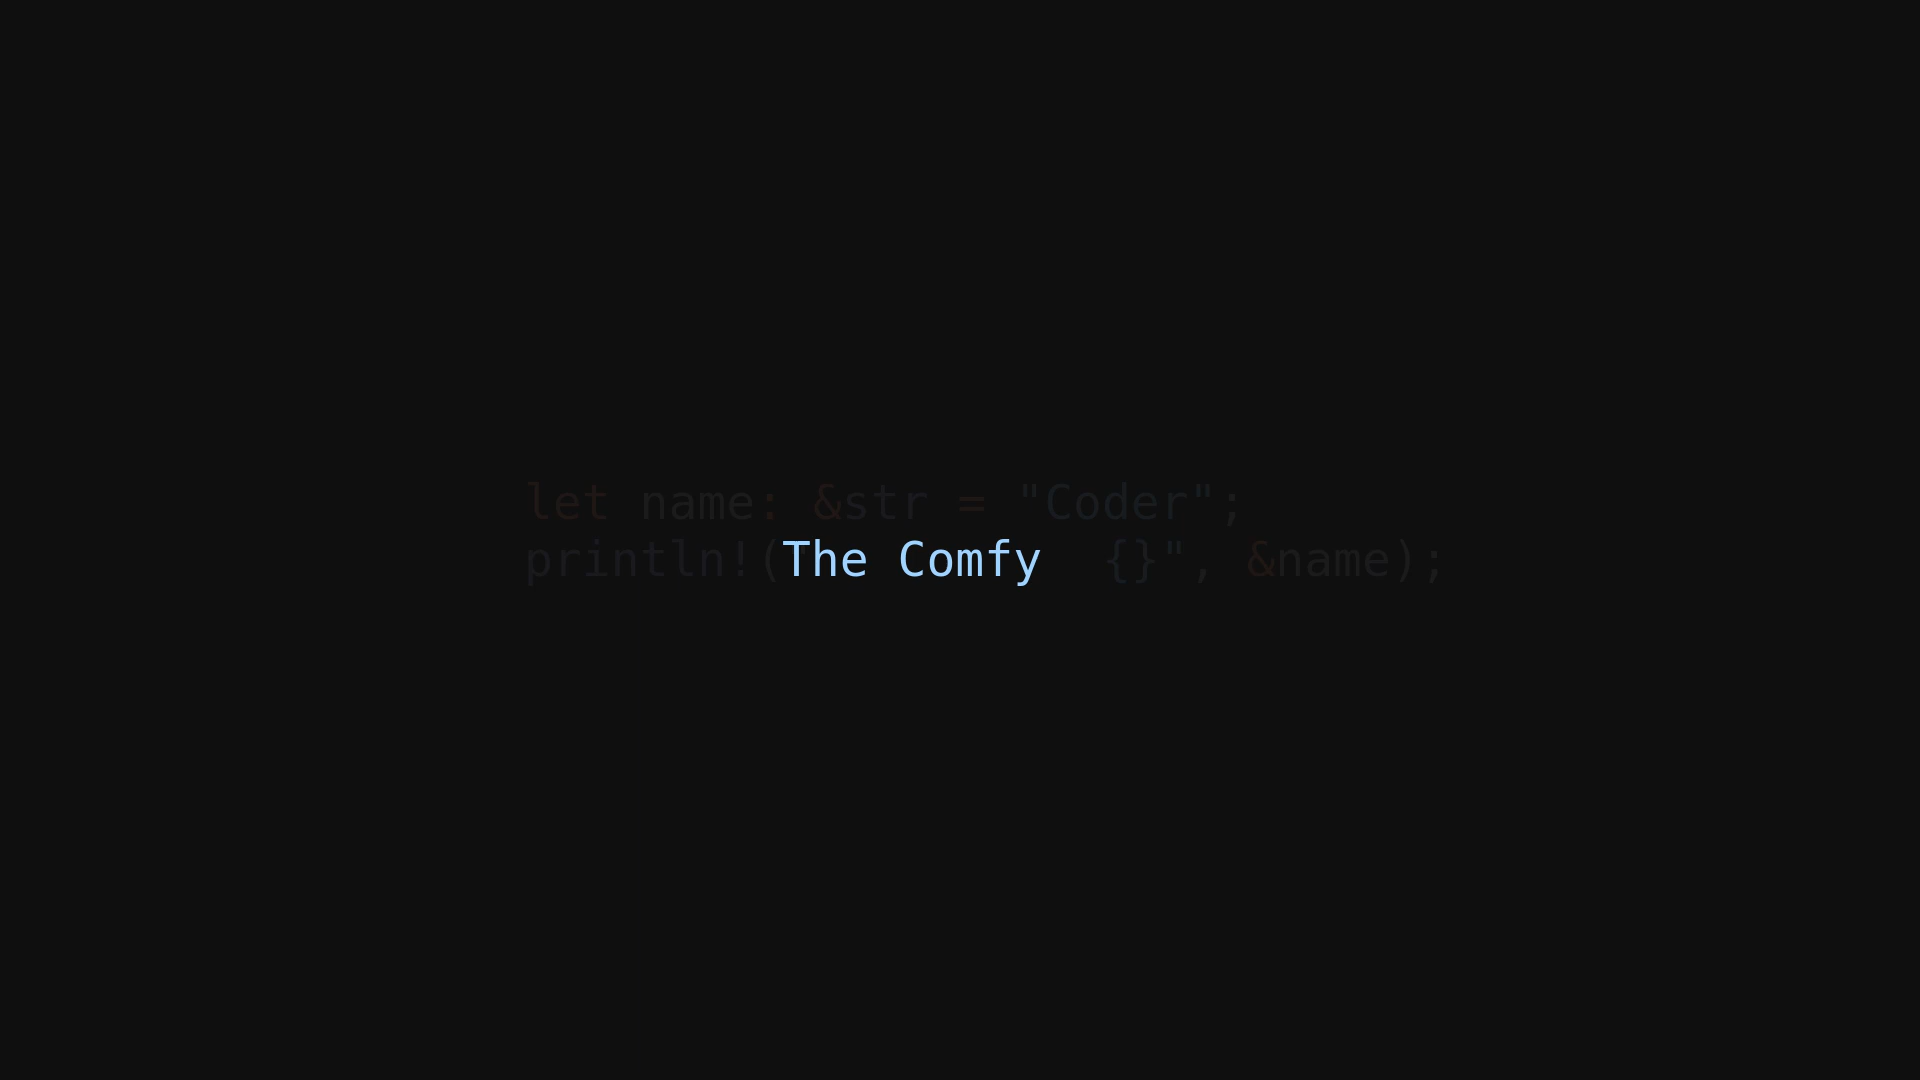 let name: &str = "Coder";
println!("The Comfy {}", &name);